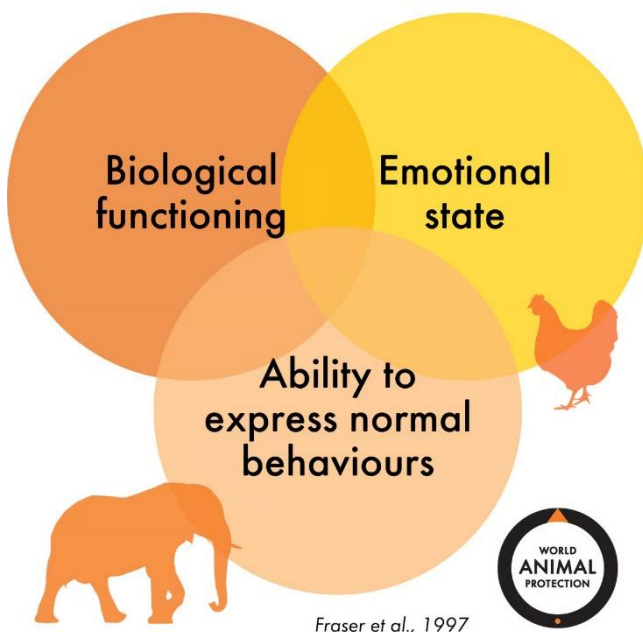 Biological
functioning
Emotional
state
Ability to
express normal
behaviours
WORLD
ANIMAL
PROTECTION
Fraser et al., 1997